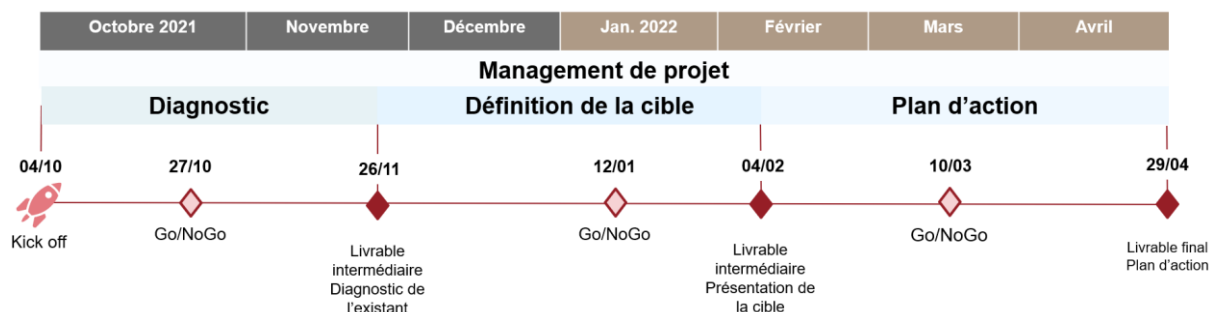 Octobre 2021 Novembre Décembre Jan. 2022 Février Mars Avril
Management de projet
Diagnostic Définition de la cible Plan d’action
04/10 27/10 26/11 12/01 04/02 10/03 29/04
Kick off
Go/NoGo
Livrable
intermédiaire
Diagnostic de
l’existant
Go/NoGo
Livrable
intermédiaire
Présentation de
la cible
Go/NoGo
Livrable final
Plan d’action